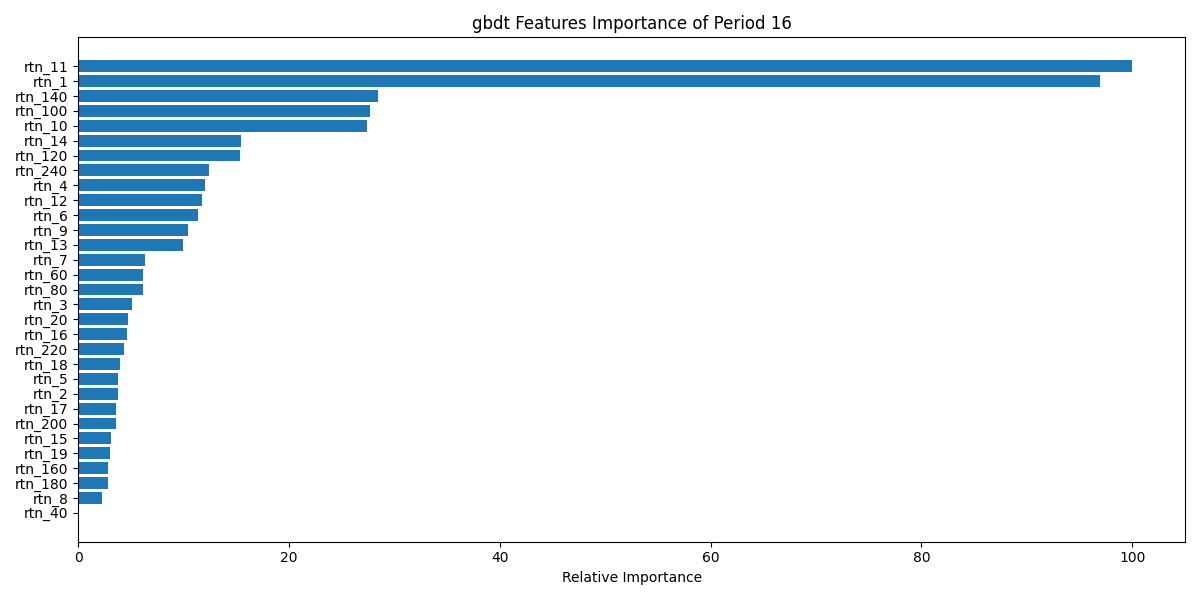 gbdt Features Importance of Period 16
rtn_11
rtn_1
rtn_140
rtn_100
rtn_10
rtn_14
rtn_120
rtn_240
rtn_4
rtn_12
rtn_6
rtn_9
rtn_13
rtn_7
rtn_60
rtn_80
rtn_3
rtn_20
rtn_16
rtn_220
rtn_18
rtn_5
rtn_2
rtn_17
rtn_200
rtn_15
rtn_19
rtn_160
rtn_180
rtn_8
rtn_40
0 20 40 60 80 100
Relative Importance